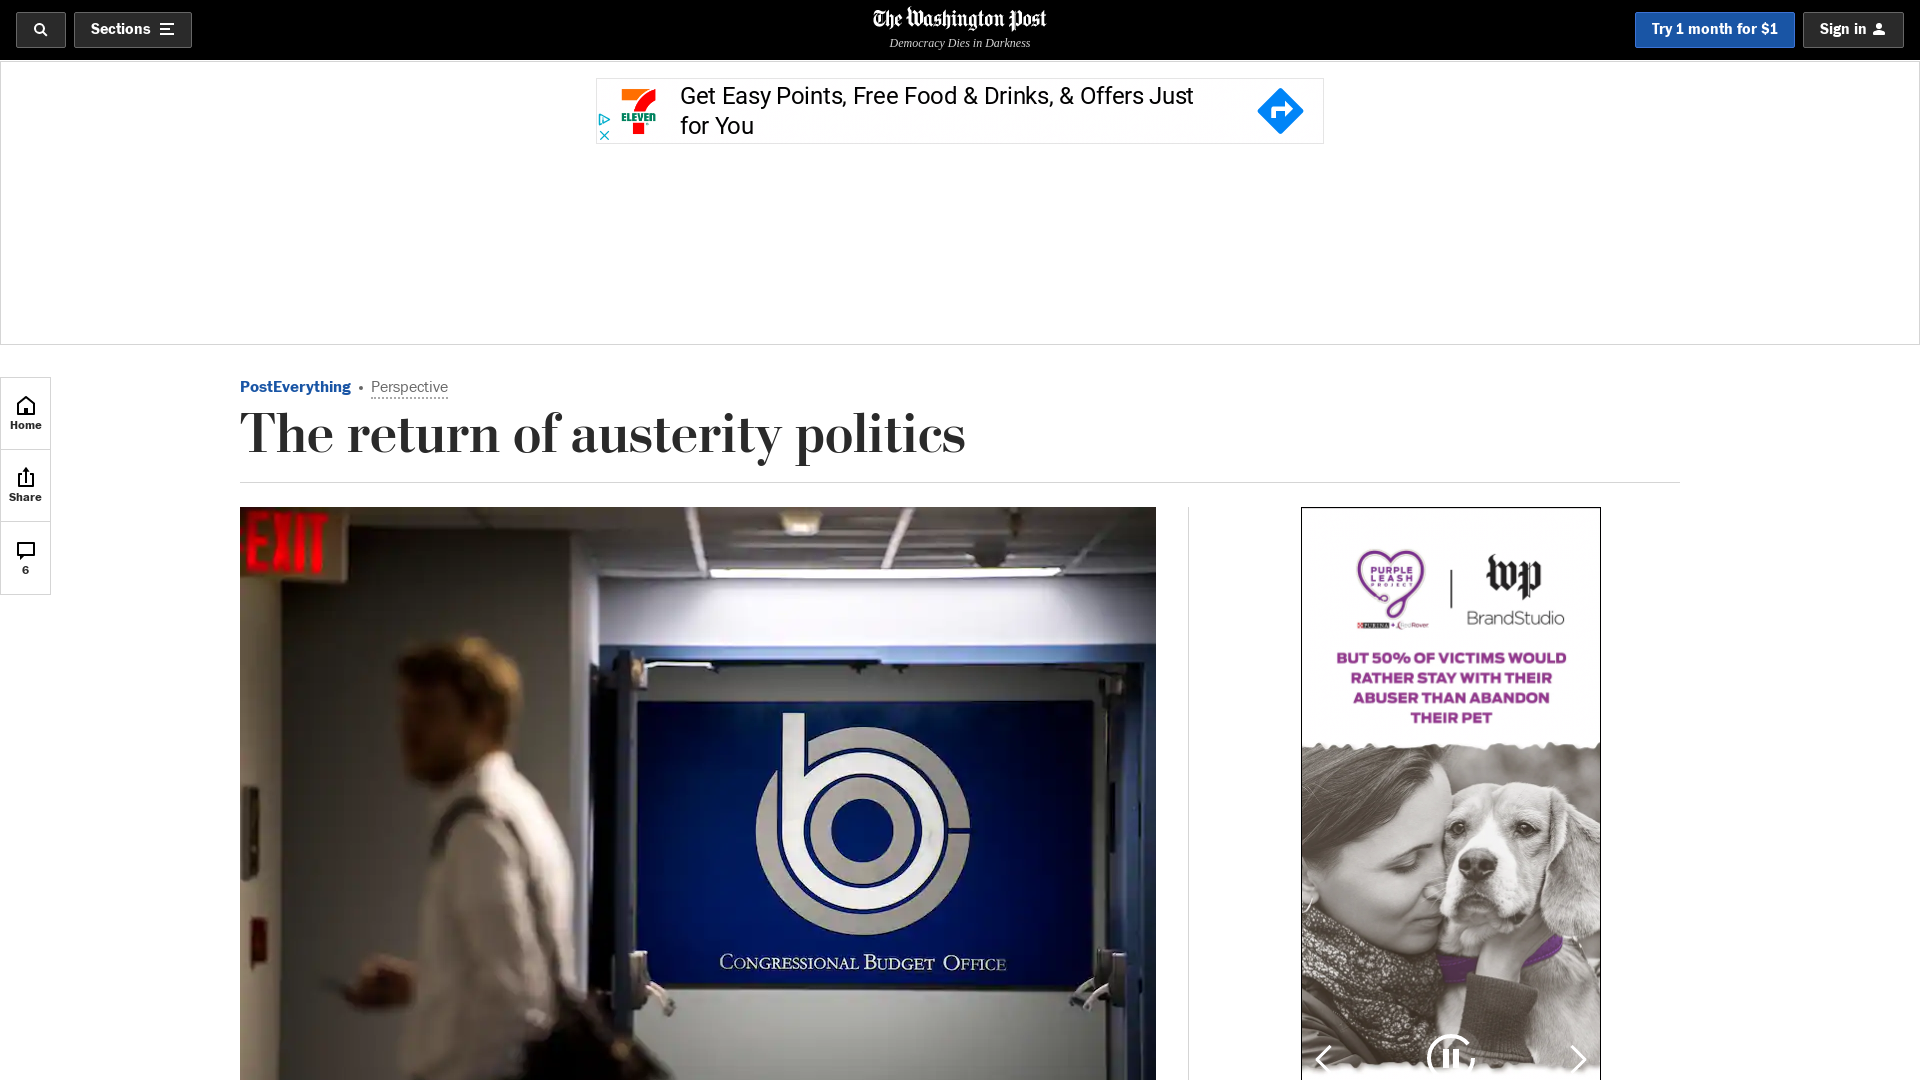 Sections
The Washington Post
Democracy Dies in Darkness
Try 1 month for $1
Sign in
7
ELEVEN
Get Easy Points, Free Food & Drinks, & Offers Just
for You
Home
Share
6
PostEverything • Perspective
The return of austerity politics
EXIT
CONGRESSIONAL BUDGET OFFICE
PURPLE
LEASH
PROJECT
PURINA + RedRover
wp
BrandStudio
BUT 50% OF VICTIMS WOULD
RATHER STAY WITH THEIR
ABUSER THAN ABANDON
THEIR PET